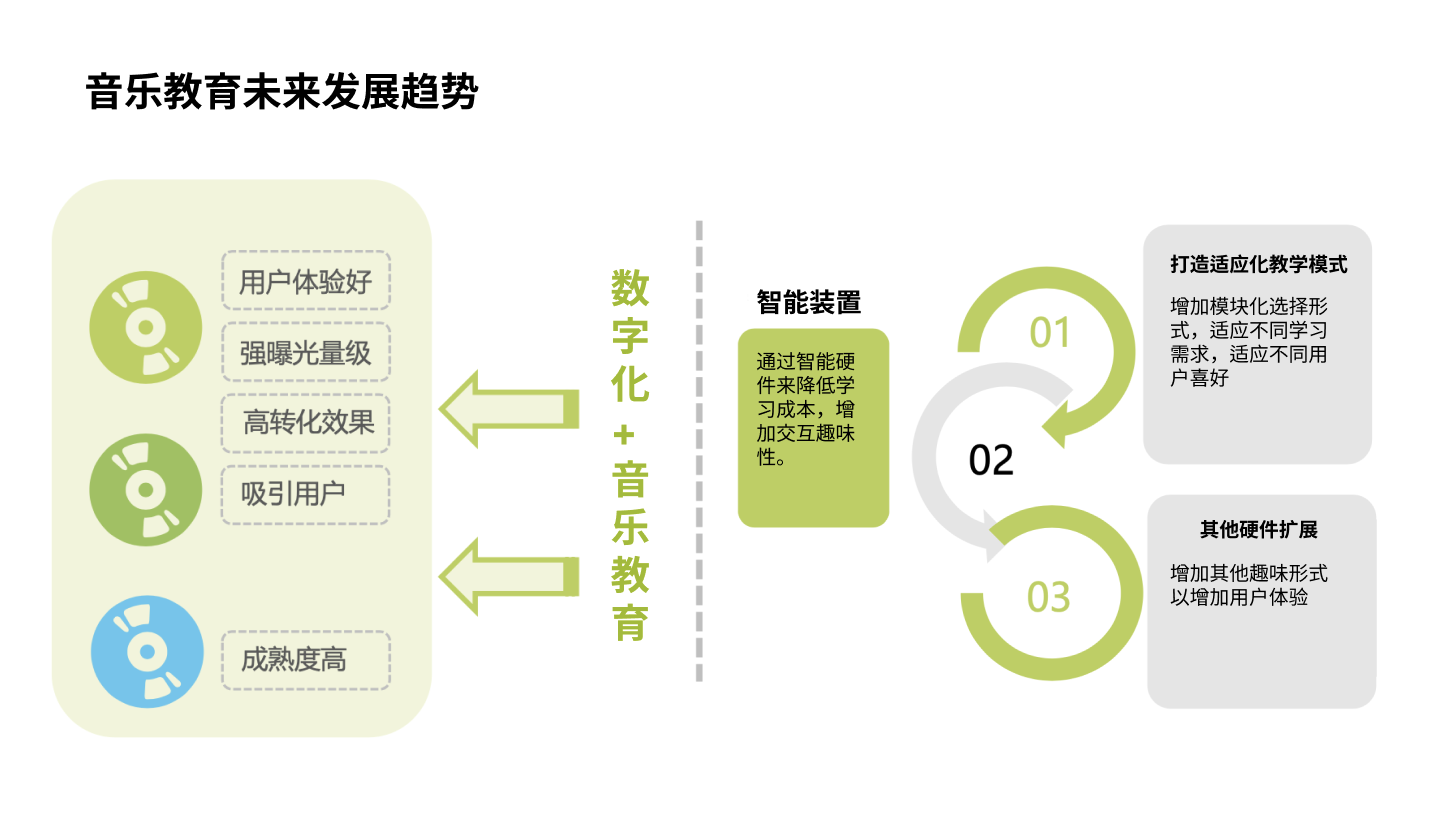 音乐教育未来发展趋势
用户体验好
强曝光量级
高转化效果
吸引用户
成熟度高
数
字
化
+
音
乐
教
育
智能装置
通过智能硬
件来降低学
习成本，增
加交互趣味
性。
01
02
03
打造适应化教学模式
增加模块化选择形
式，适应不同学习
需求，适应不同用
户喜好
其他硬件扩展
增加其他趣味形式
以增加用户体验